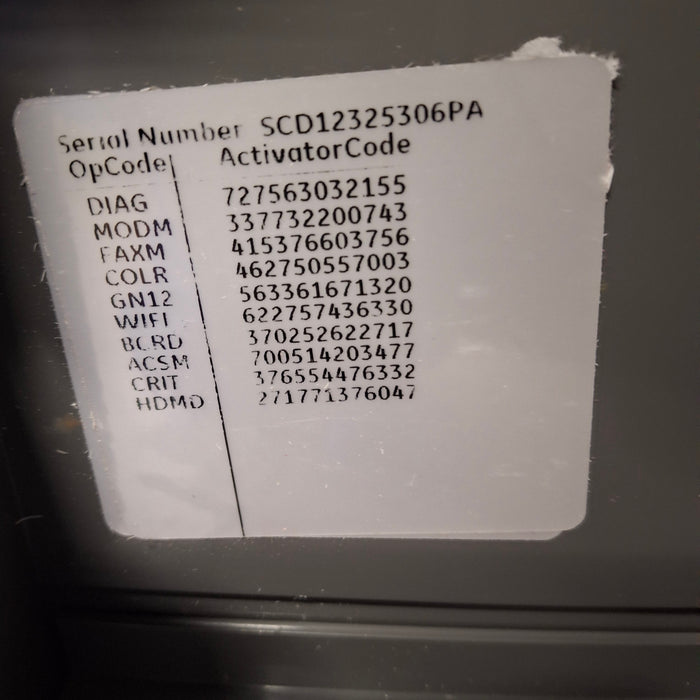 Serial Number SCD12325306PA
OpCode| ActivatorCode
DIAG 727563032155
MODM 337732200743
FAXM 415376603756
COLR 462750557003
GN12 563361671320
WIFI 622757436330
BCRD 370252622717
ACSM 700514203477
CRIT 376554476332
HDMD 271771376047